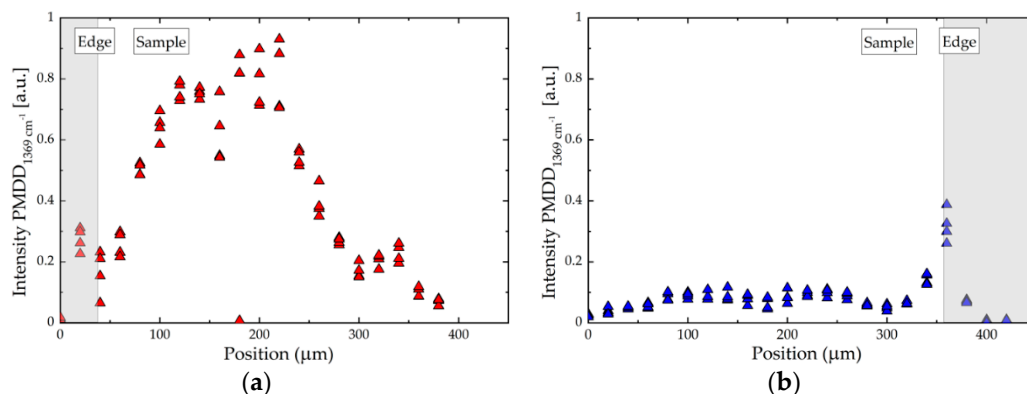 Intensity PMDD1369 cm-1 [a.u.]
1
0.8
0.6
0.4
0.2
0
Edge
Sample
0
100
200
300
400
Position (μm)
(a)
Intensity PMDD1369 cm-1 [a.u.]
1
0.8
0.6
0.4
0.2
0
Sample
Edge
0
100
200
300
400
Position (μm)
(b)